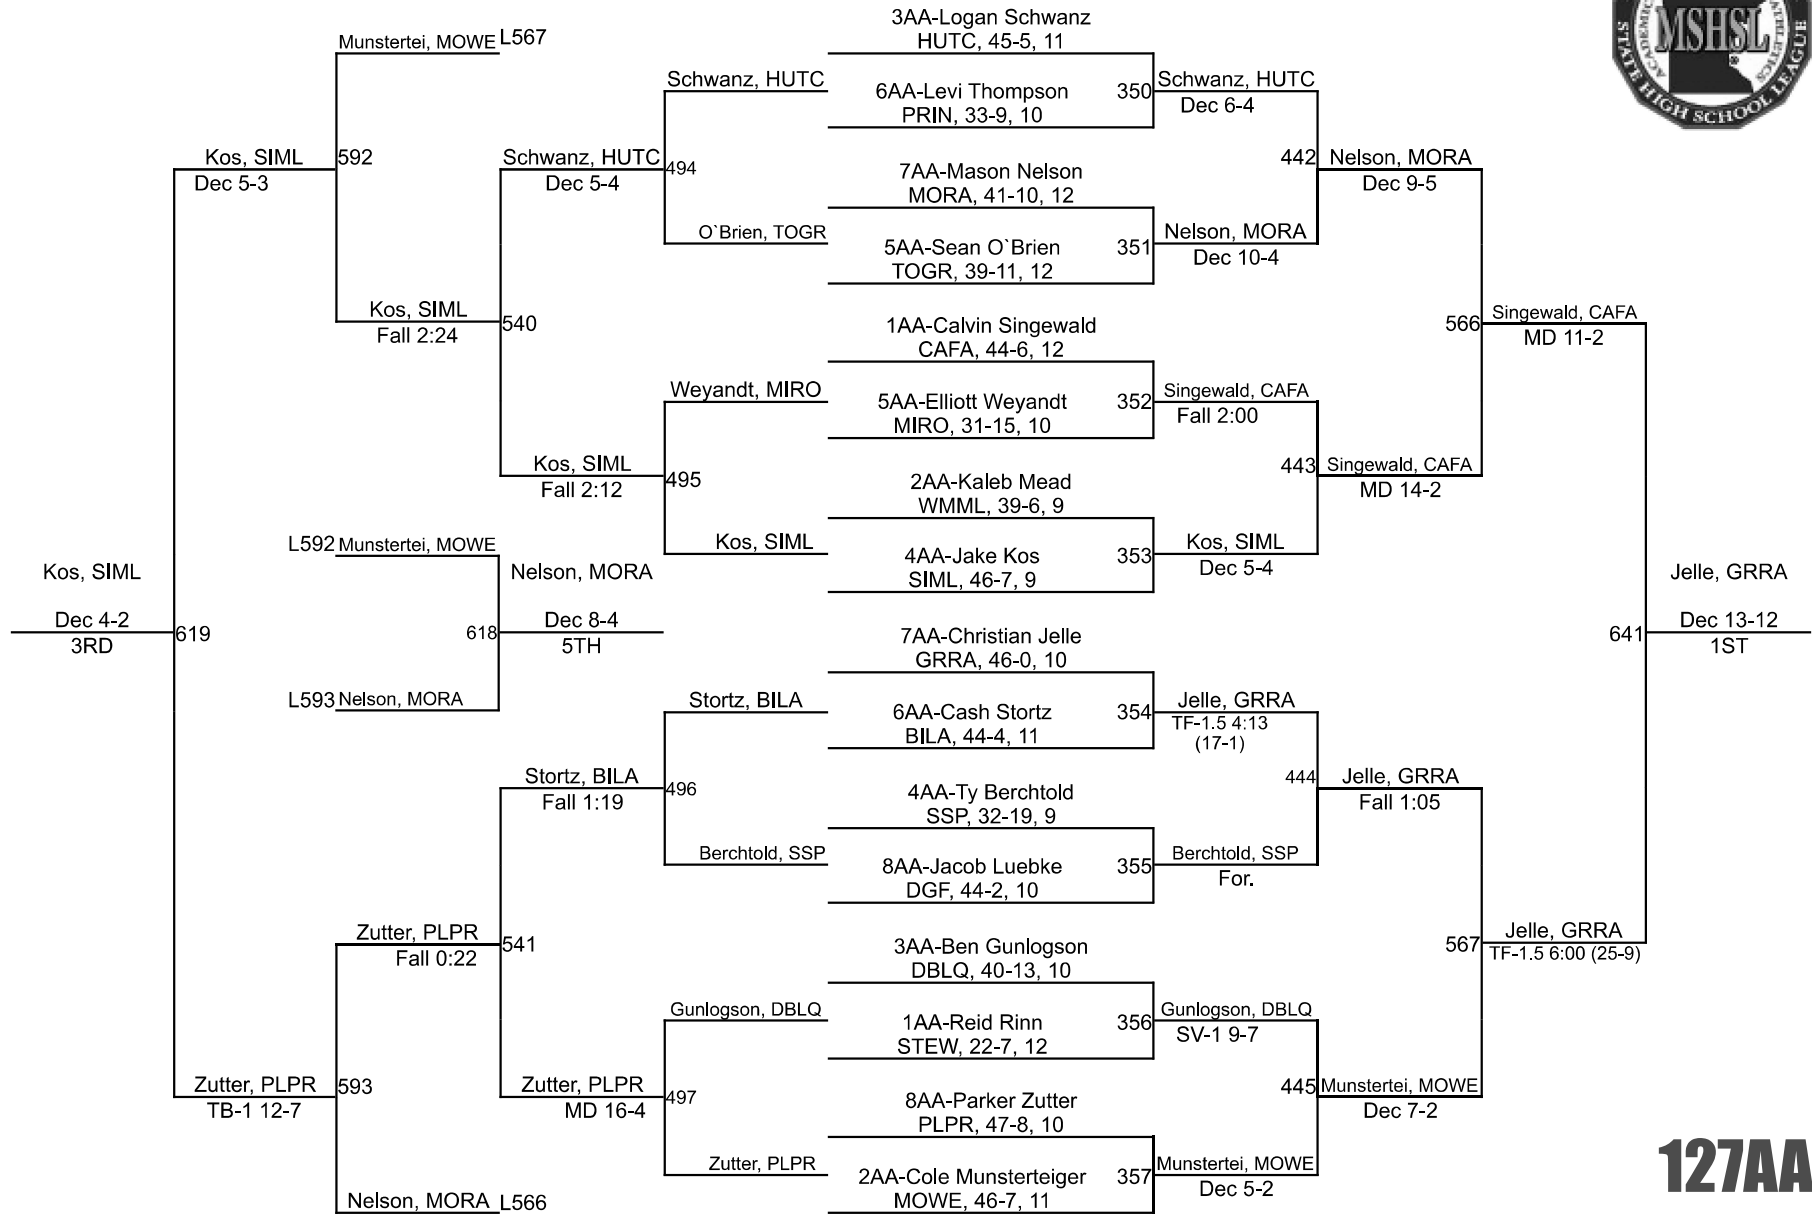 3AA-Logan Schwanz
HUTC, 45-5, 11
Munstertei, MOWE L567
Schwanz, HUTC
6AA-Levi Thompson
PRIN, 33-9, 10
350
Schwanz, HUTC
Dec 6-4
Kos, SIML
Dec 5-3
592
Schwanz, HUTC
Dec 5-4
494
7AA-Mason Nelson
MORA, 41-10, 12
442
Nelson, MORA
Dec 9-5
O`Brien, TOGR
5AA-Sean O`Brien
TOGR, 39-11, 12
351
Nelson, MORA
Dec 10-4
Kos, SIML
Fall 2:24
540
1AA-Calvin Singewald
CAFA, 44-6, 12
566
Singewald, CAFA
MD 11-2
Weyandt, MIRO
5AA-Elliott Weyandt
MIRO, 31-15, 10
352
Singewald, CAFA
Fall 2:00
Kos, SIML
Fall 2:12
495
2AA-Kaleb Mead
WMML, 39-6, 9
443
Singewald, CAFA
MD 14-2
L592 Munstertei, MOWE
Kos, SIML
4AA-Jake Kos
SIML, 46-7, 9
353
Kos, SIML
Dec 5-4
Kos, SIML
Dec 4-2
3RD
619
618
Nelson, MORA
Dec 8-4
5TH
641
Jelle, GRRA
Dec 13-12
1ST
7AA-Christian Jelle
GRRA, 46-0, 10
L593 Nelson, MORA
Stortz, BILA
6AA-Cash Stortz
BILA, 44-4, 11
354
Jelle, GRRA
TF-1.5 4:13
(17-1)
Stortz, BILA
Fall 1:19
496
4AA-Ty Berchtold
SSP, 32-19, 9
444
Jelle, GRRA
Fall 1:05
Berchtold, SSP
8AA-Jacob Luebke
DGF, 44-2, 10
355
Berchtold, SSP
For.
Zutter, PLPR
Fall 0:22
541
3AA-Ben Gunlogson
DBLQ, 40-13, 10
567
Jelle, GRRA
TF-1.5 6:00 (25-9)
Gunlogson, DBLQ
1AA-Reid Rinn
STEW, 22-7, 12
356
Gunlogson, DBLQ
SV-1 9-7
Zutter, PLPR
TB-1 12-7
593
Zutter, PLPR
MD 16-4
497
8AA-Parker Zutter
PLPR, 47-8, 10
445
Munstertei, MOWE
Dec 7-2
Zutter, PLPR
2AA-Cole Munsterteiger
MOWE, 46-7, 11
357
Munstertei, MOWE
Dec 5-2
Nelson, MORA L566
127AA
MSHSL
STATE HIGH SCHOOL LEAGUE